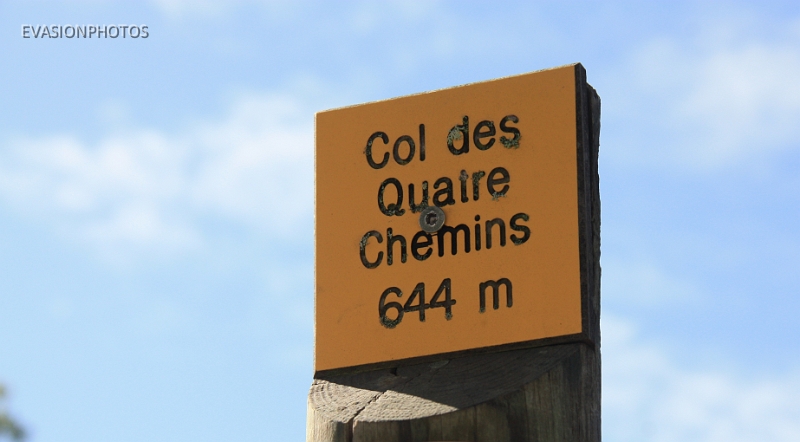 EVASIONPHOTOS
Col des
Quatre
Chemins
644 m